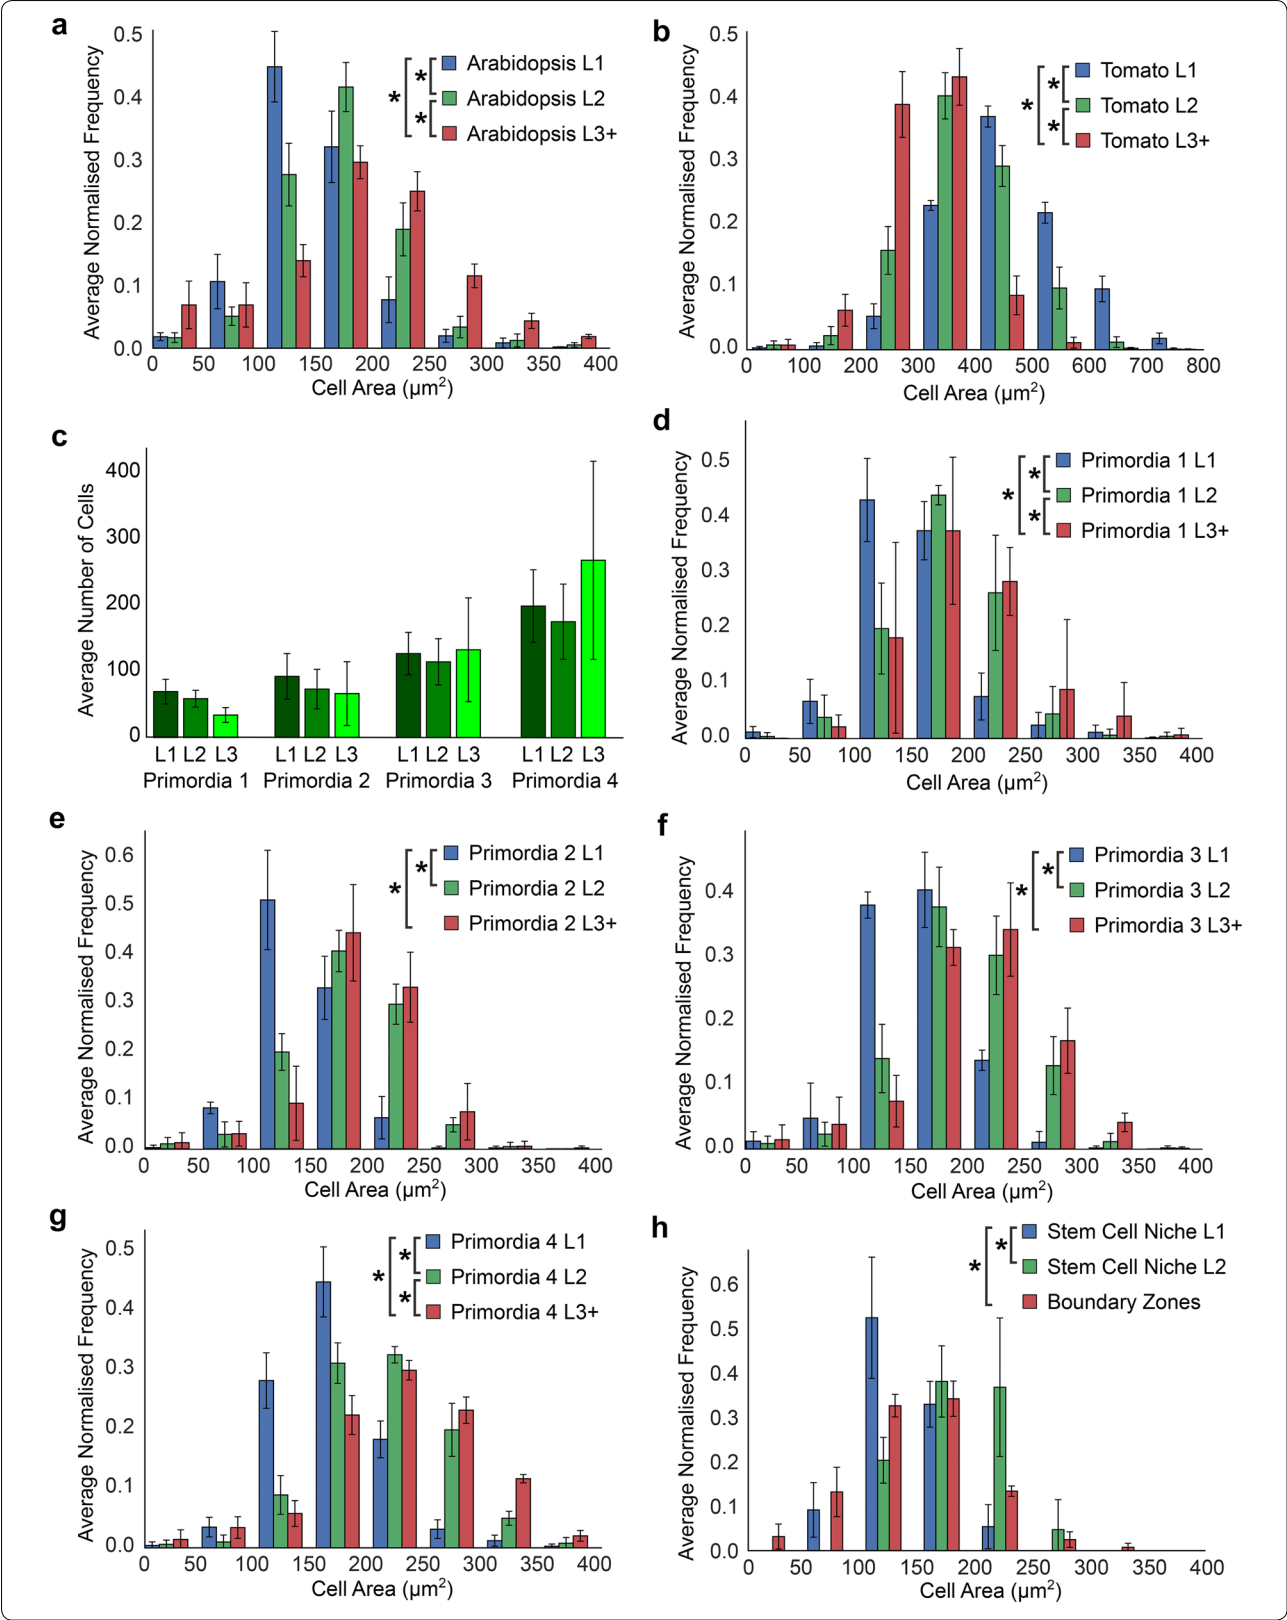 a
Average Normalised Frequency
0.5
0.4
0.3
0.2
0.1
0.0
0 50 100 150 200 250 300 350 400
Cell Area (µm²)
* * *
Arabidopsis L1
Arabidopsis L2
Arabidopsis L3+
b
Average Normalised Frequency
0.5
0.4
0.3
0.2
0.1
0.0
0 100 200 300 400 500 600 700 800
Cell Area (µm²)
* * *
Tomato L1
Tomato L2
Tomato L3+
c
Average Number of Cells
400
300
200
100
0
L1 L2 L3 L1 L2 L3 L1 L2 L3 L1 L2 L3
Primordia 1 Primordia 2 Primordia 3 Primordia 4
d
Average Normalised Frequency
0.5
0.4
0.3
0.2
0.1
0.0
0 50 100 150 200 250 300 350 400
Cell Area (µm²)
* * *
Primordia 1 L1
Primordia 1 L2
Primordia 1 L3+
e
Average Normalised Frequency
0.6
0.5
0.4
0.3
0.2
0.1
0.0
0 50 100 150 200 250 300 350 400
Cell Area (µm²)
* *
Primordia 2 L1
Primordia 2 L2
Primordia 2 L3+
f
Average Normalised Frequency
0.4
0.3
0.2
0.1
0.0
0 50 100 150 200 250 300 350 400
Cell Area (µm²)
* *
Primordia 3 L1
Primordia 3 L2
Primordia 3 L3+
g
Average Normalised Frequency
0.5
0.4
0.3
0.2
0.1
0.0
0 50 100 150 200 250 300 350 400
Cell Area (µm²)
* * *
Primordia 4 L1
Primordia 4 L2
Primordia 4 L3+
h
Average Normalised Frequency
0.6
0.5
0.4
0.3
0.2
0.1
0.0
0 50 100 150 200 250 300 350 400
Cell Area (µm²)
* *
Stem Cell Niche L1
Stem Cell Niche L2
Boundary Zones